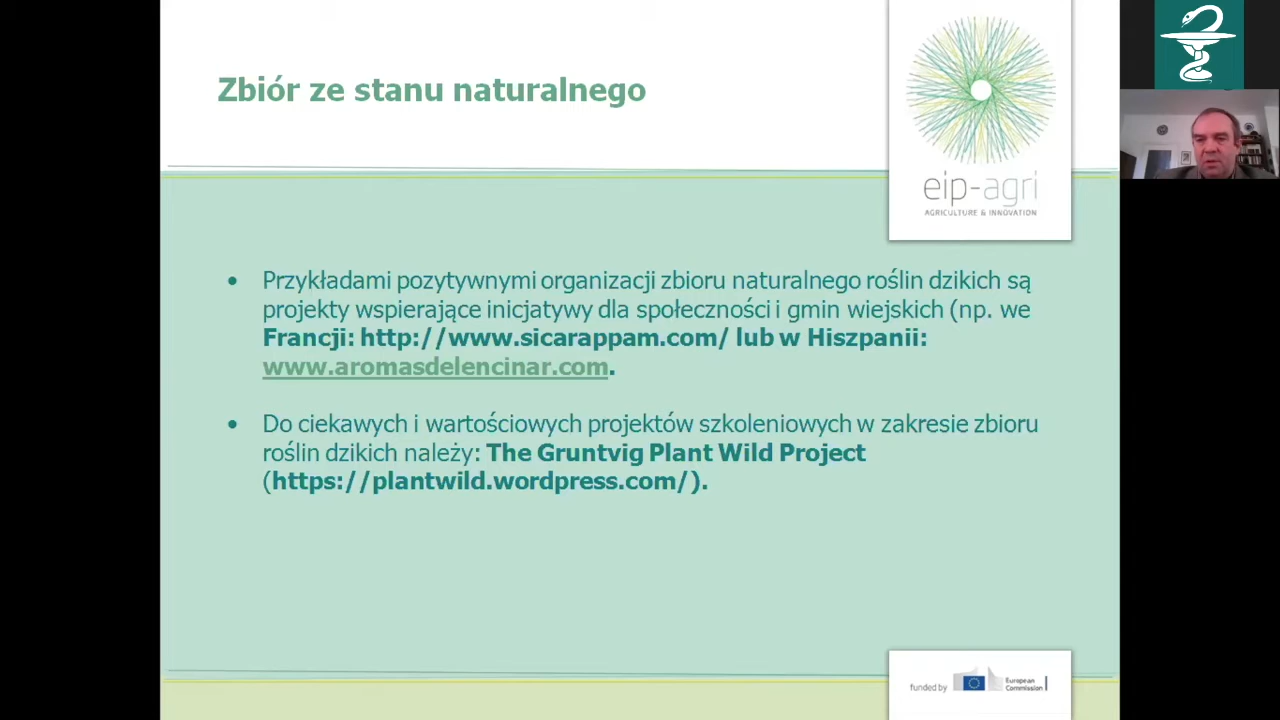 Zbiór ze stanu naturalnego
eip-agri
AGRICULTURE & INNOVATION
• Przykładami pozytywnymi organizacji zbioru naturalnego roślin dzikich są
projekty wspierające inicjatywy dla społeczności i gmin wiejskich (np. we
Francji: http://www.sicarappam.com/ lub w Hiszpanii:
www.aromasdelencinar.com.
• Do ciekawych i wartościowych projektów szkoleniowych w zakresie zbioru
roślin dzikich należy: The Gruntvig Plant Wild Project
(https://plantwild.wordpress.com/).
funded by
European
Commission